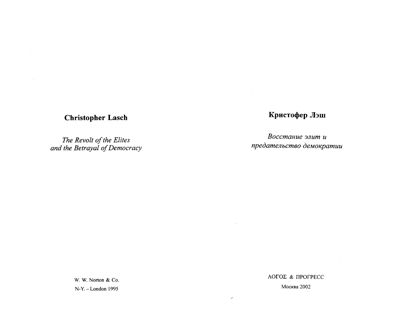 Christopher Lasch
The Revolt of the Elites
and the Betrayal of Democracy
W. W. Norton & Co.
N-Y. – London 1995
Кристофер Лэш
Восстание элит и
предательство демократии
ΛΟΓΟΣ & ПРОГРЕСС
Москва 2002